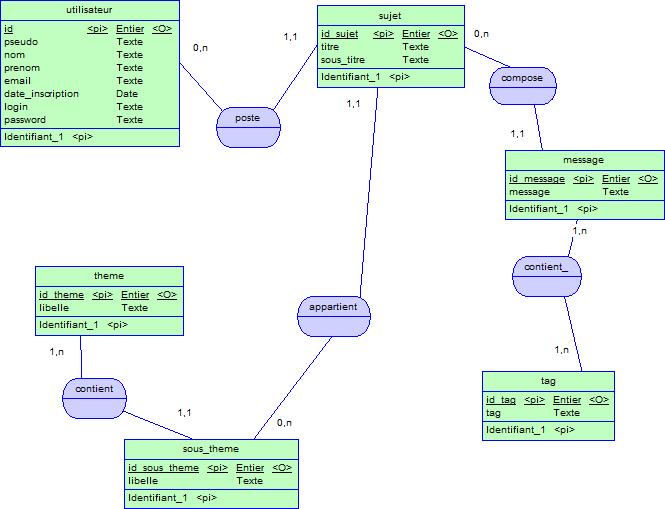 utilisateur
id <pi> Entier <O>
pseudo Texte
nom Texte
prenom Texte
email Texte
date_inscription Date
login Texte
password Texte
Identifiant_1 <pi>
0,n
poste
1,1
sujet
id_sujet <pi> Entier <O>
titre Texte
sous_titre Texte
Identifiant_1 <pi>
0,n
compose
1,1
message
id_message <pi> Entier <O>
message Texte
Identifiant_1 <pi>
1,n
contient_
1,n
tag
id_tag <pi> Entier <O>
tag Texte
Identifiant_1 <pi>
1,1
appartient
0,n
theme
id_theme <pi> Entier <O>
libelle Texte
Identifiant_1 <pi>
1,n
contient
1,1
sous_theme
id_sous_theme <pi> Entier <O>
libelle Texte
Identifiant_1 <pi>